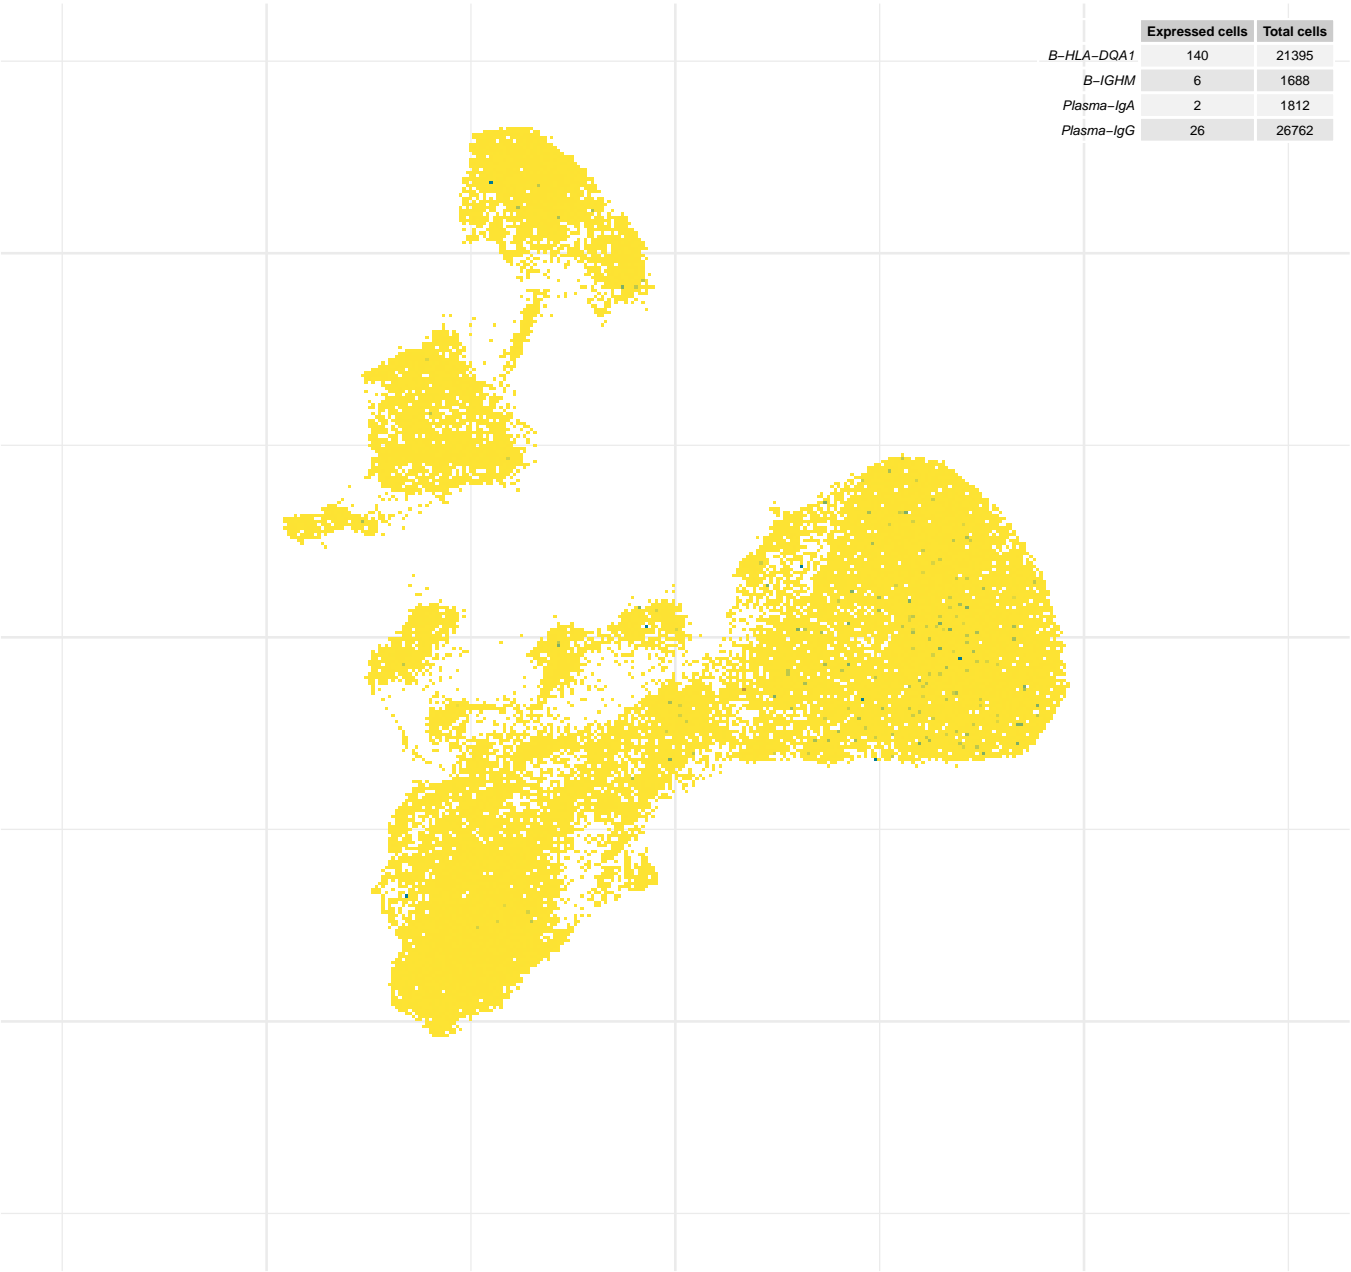 Expressed cells Total cells
B−HLA−DQA1 140 21395
B−IGHM 6 1688
Plasma−IgA 2 1812
Plasma−IgG 26 26762